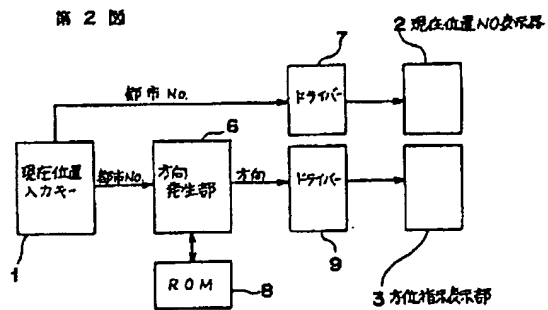 第 2 図
2 現在位置NO表示器
7
都市 No.
ドライバー
6
現在位置
入力キー
都市No.
方向
発生部
方向
ドライバー
1
ROM
8
9
3 方位指示表示部